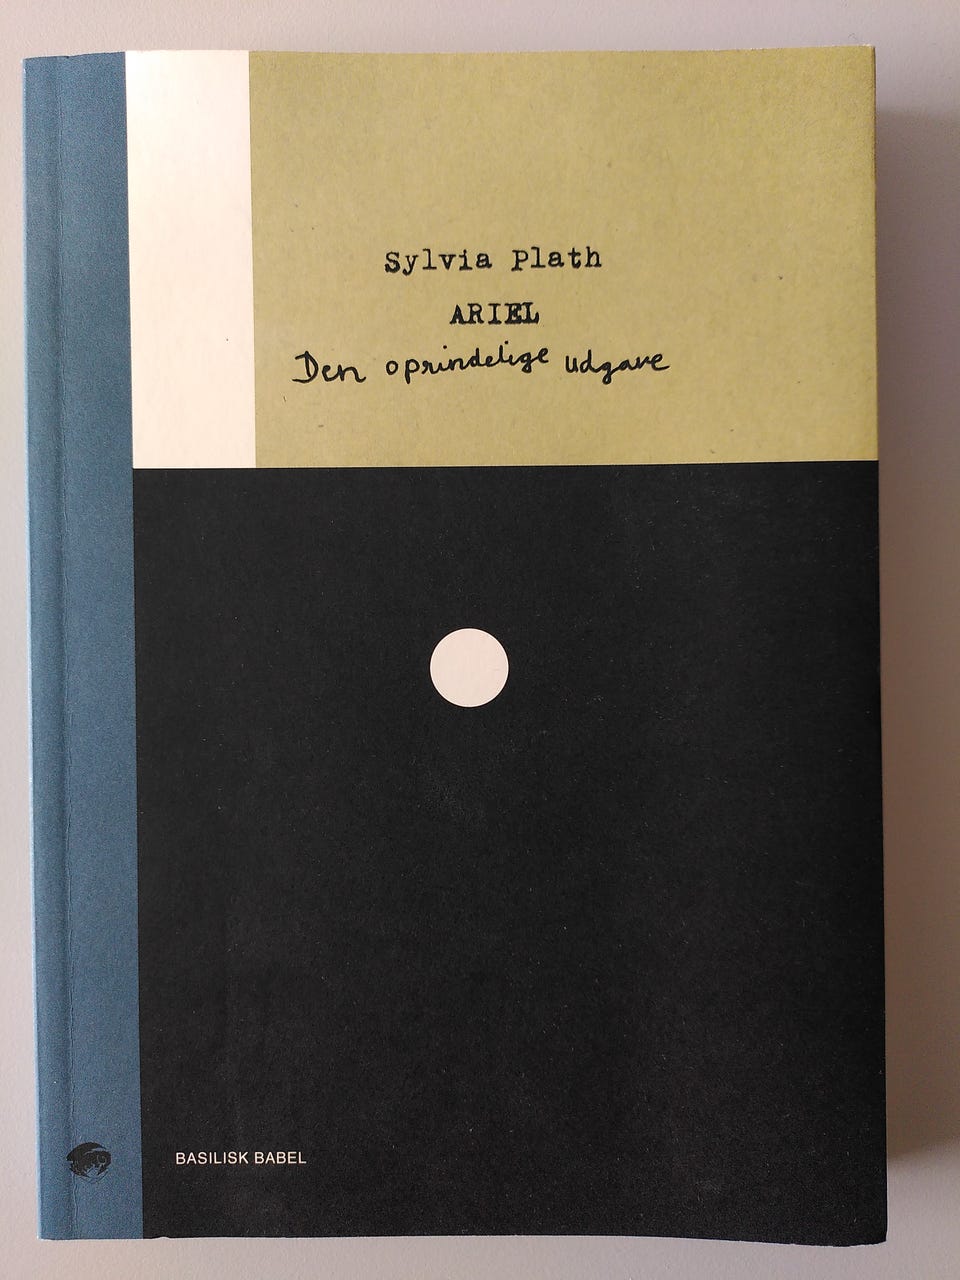 Sylvia Plath
ARIEL
Den oprindelige udgave
BASILISK BABEL